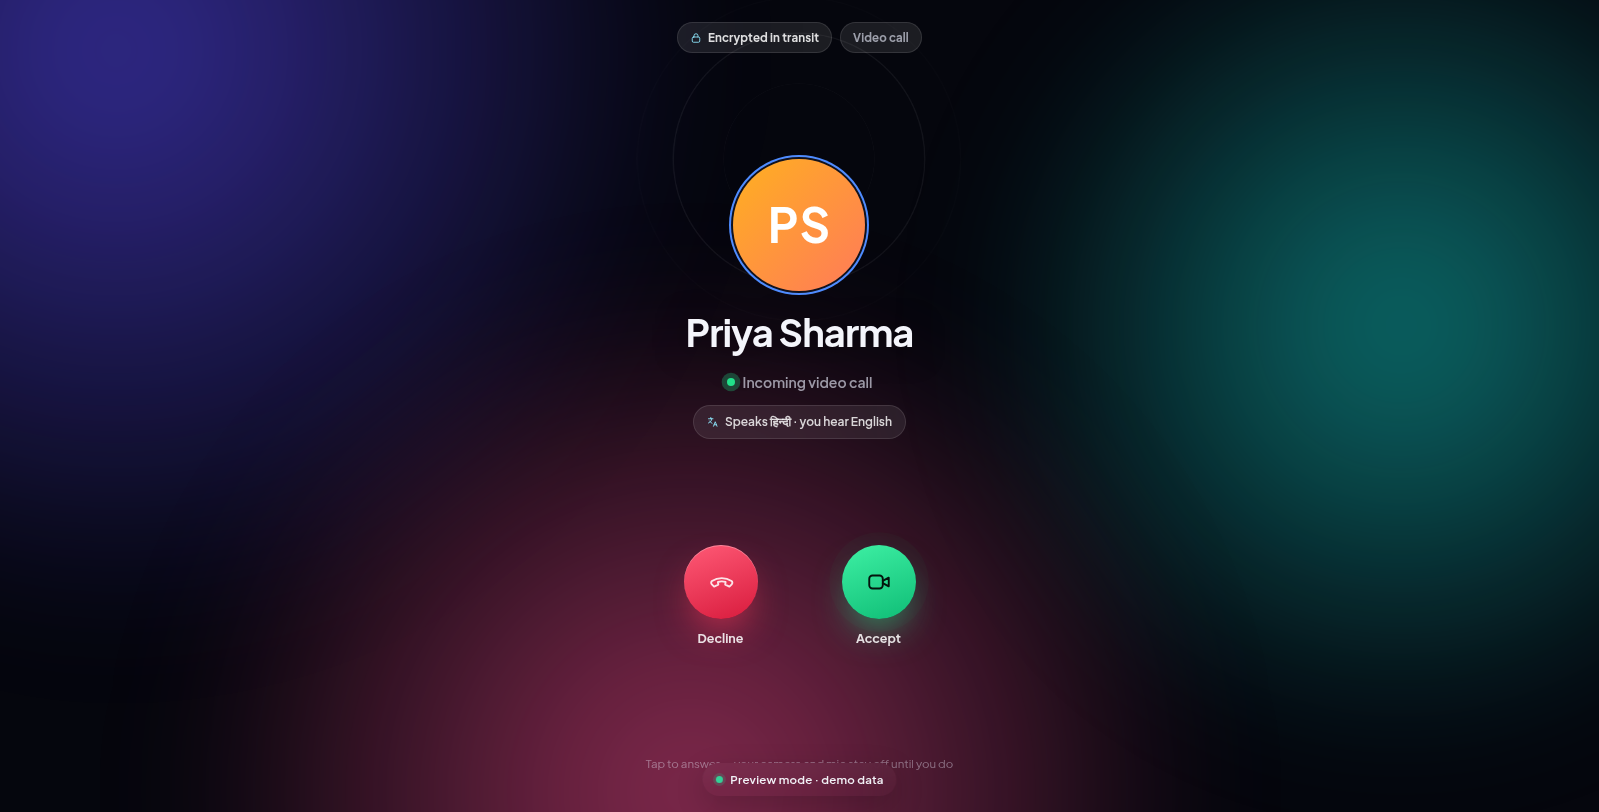 Encrypted in transit
Video call
PS
Priya Sharma
Incoming video call
Speaks हिन्दी · you hear English
Decline
Accept
Tap to answer until you do
Preview mode · demo data